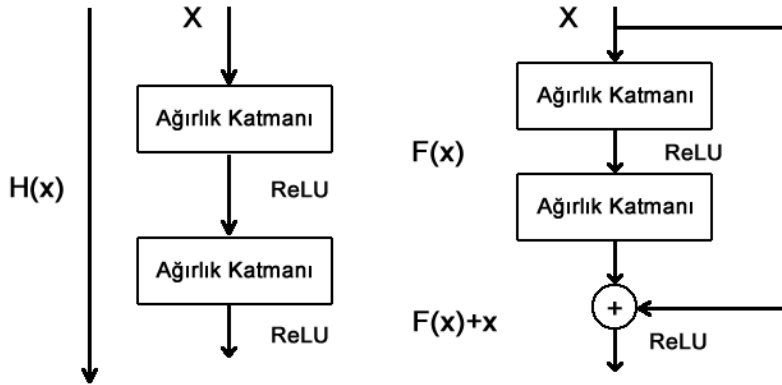 X
Ağırlık Katmanı
H(x)
ReLU
Ağırlık Katmanı
ReLU
X
Ağırlık Katmanı
F(x)
ReLU
Ağırlık Katmanı
F(x)+x
+
ReLU